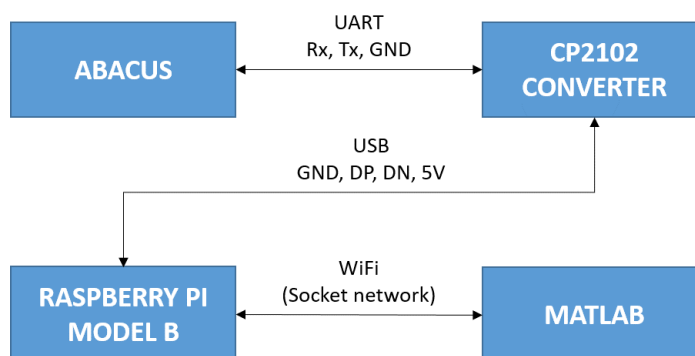 UART
Rx, Tx, GND
ABACUS
CP2102
CONVERTER
USB
GND, DP, DN, 5V
RASPBERRY PI
MODEL B
WiFi
(Socket network)
MATLAB